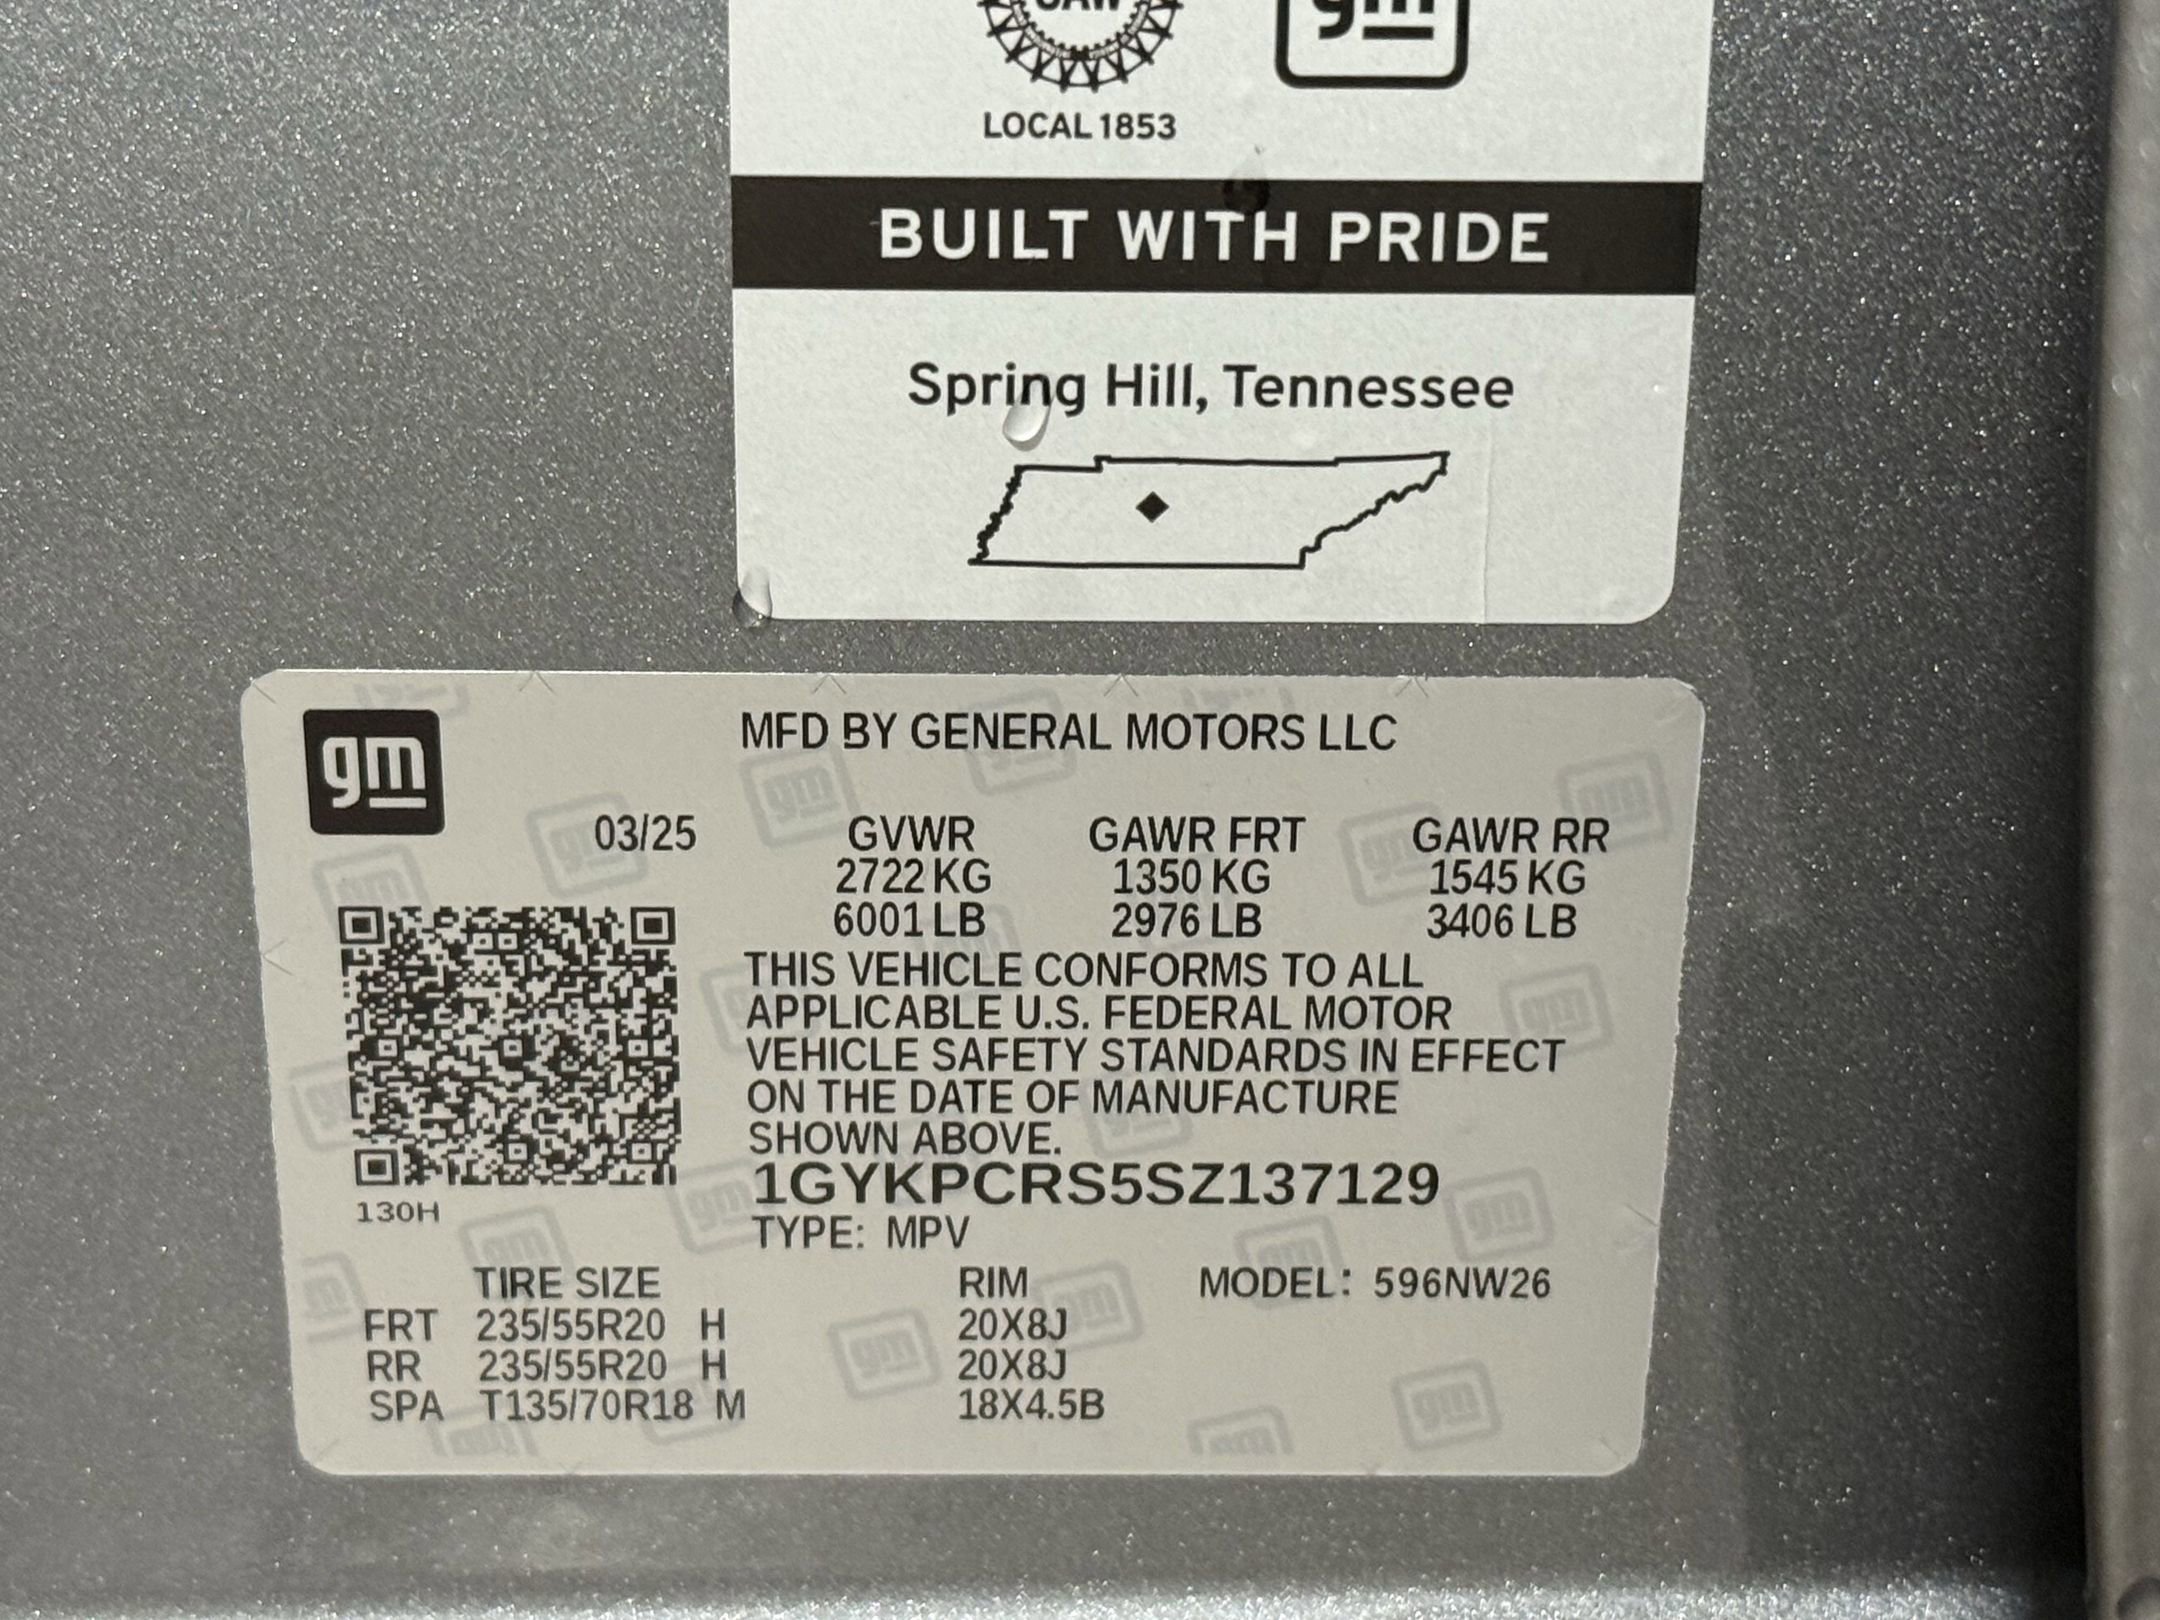 UAW
gm
LOCAL 1853
BUILT WITH PRIDE
Spring Hill, Tennessee
gm
MFD BY GENERAL MOTORS LLC
03/25 GVWR GAWR FRT GAWR RR
2722 KG 1350 KG 1545 KG
6001 LB 2976 LB 3406 LB
THIS VEHICLE CONFORMS TO ALL
APPLICABLE U.S. FEDERAL MOTOR
VEHICLE SAFETY STANDARDS IN EFFECT
ON THE DATE OF MANUFACTURE
SHOWN ABOVE.
1GYKPCRS5SZ137129
130H
TYPE: MPV
TIRE SIZE RIM MODEL: 596NW26
FRT 235/55R20 H 20X8J
RR 235/55R20 H 20X8J
SPA T135/70R18 M 18X4.5B